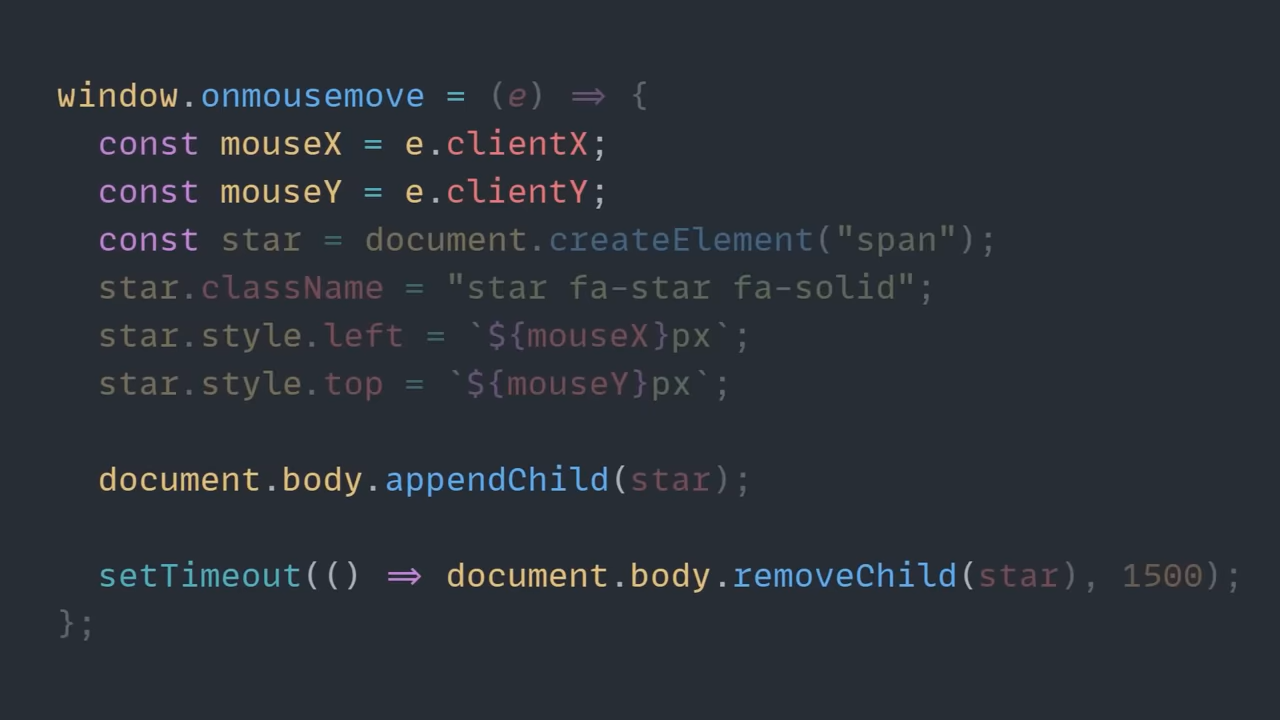 window.onmousemove = (e) => {
  const mouseX = e.clientX;
  const mouseY = e.clientY;
  const star = document.createElement("span");
  star.className = "star fa-star fa-solid";
  star.style.left = `${mouseX}px`;
  star.style.top = `${mouseY}px`;

  document.body.appendChild(star);

  setTimeout(() => document.body.removeChild(star), 1500);
};